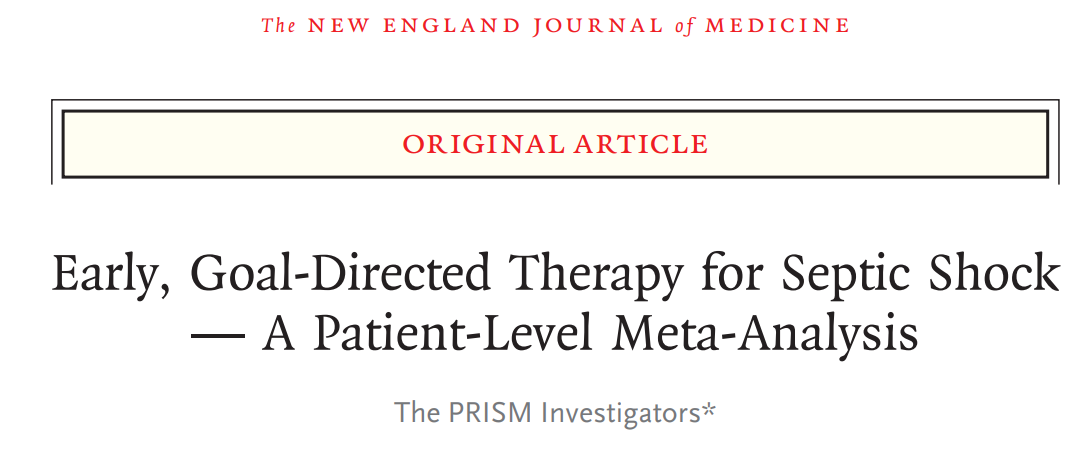 The NEW ENGLAND JOURNAL of MEDICINE
ORIGINAL ARTICLE
Early, Goal-Directed Therapy for Septic Shock
— A Patient-Level Meta-Analysis
The PRISM Investigators*